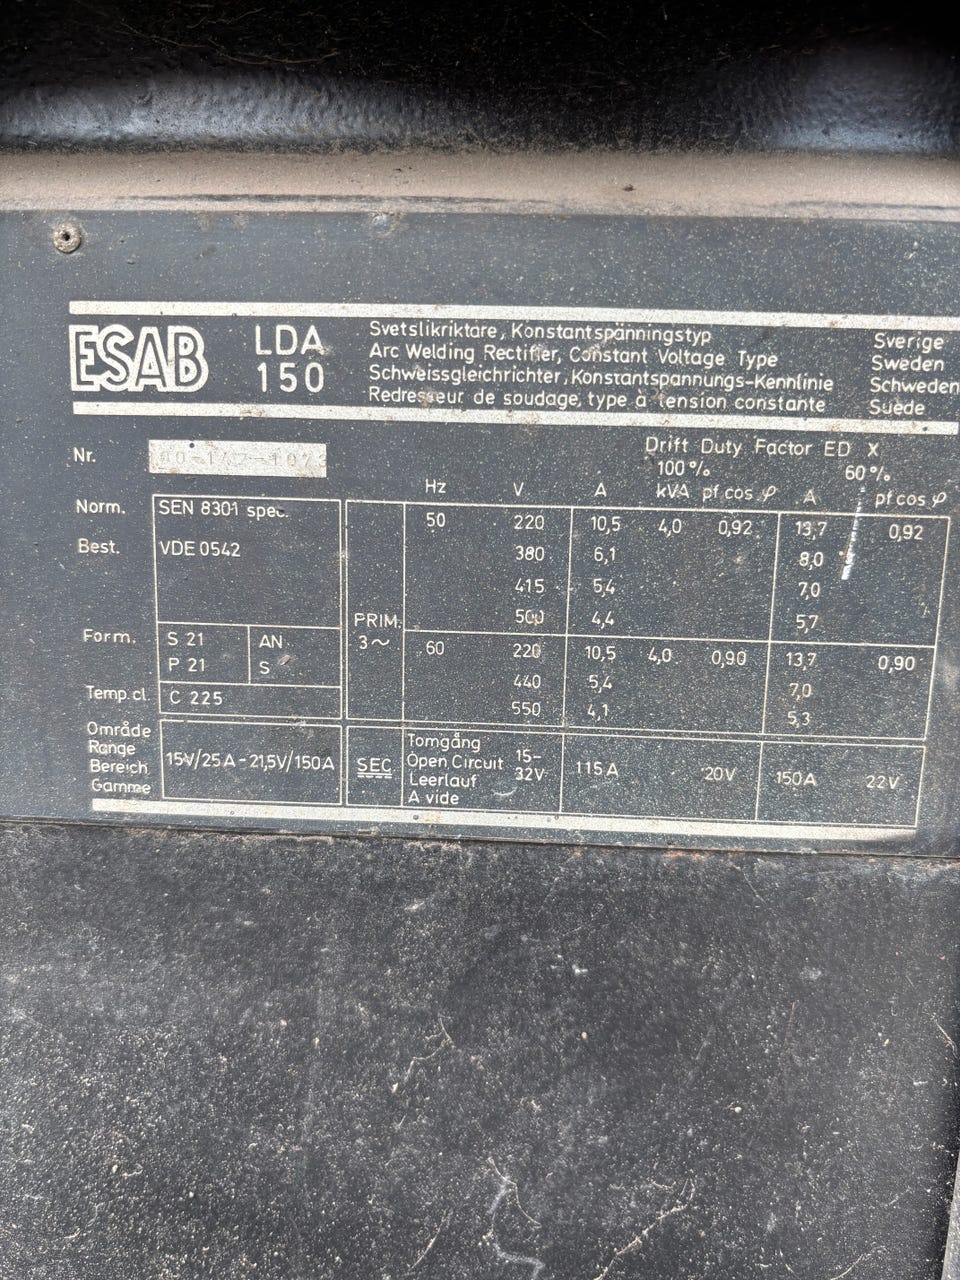 ESAB
LDA
150
Svetslikriktare, Konstantspänningstyp
Arc Welding Rectifier, Constant Voltage Type
Schweissgleichrichter, Konstantspannungs-Kennlinie
Redresseur de soudage, type à tension constante
Sverige
Sweden
Schweden
Suède
Nr.
Drift Duty Factor ED X
100 % 60 %
Hz V A kVA pf cos φ A pf cos φ
Norm. SEN 8301 spec.
Best. VDE 0542
Form. S 21 AN
P 21 S
Temp. cl. C 225
PRIM.
3~
50 220 10,5 4,0 0,92 13,7 0,92
380 6,1 8,0
415 5,4 7,0
500 4,4 5,7
60 220 10,5 4,0 0,90 13,7 0,90
440 5,4 7,0
550 4,1 5,3
Område
Range
Bereich
Gamme
15V/25A - 21,5V/150A
SEC
Tomgång
Open Circuit
Leerlauf
A vide
15-
32V
115 A 20V 150A 22V